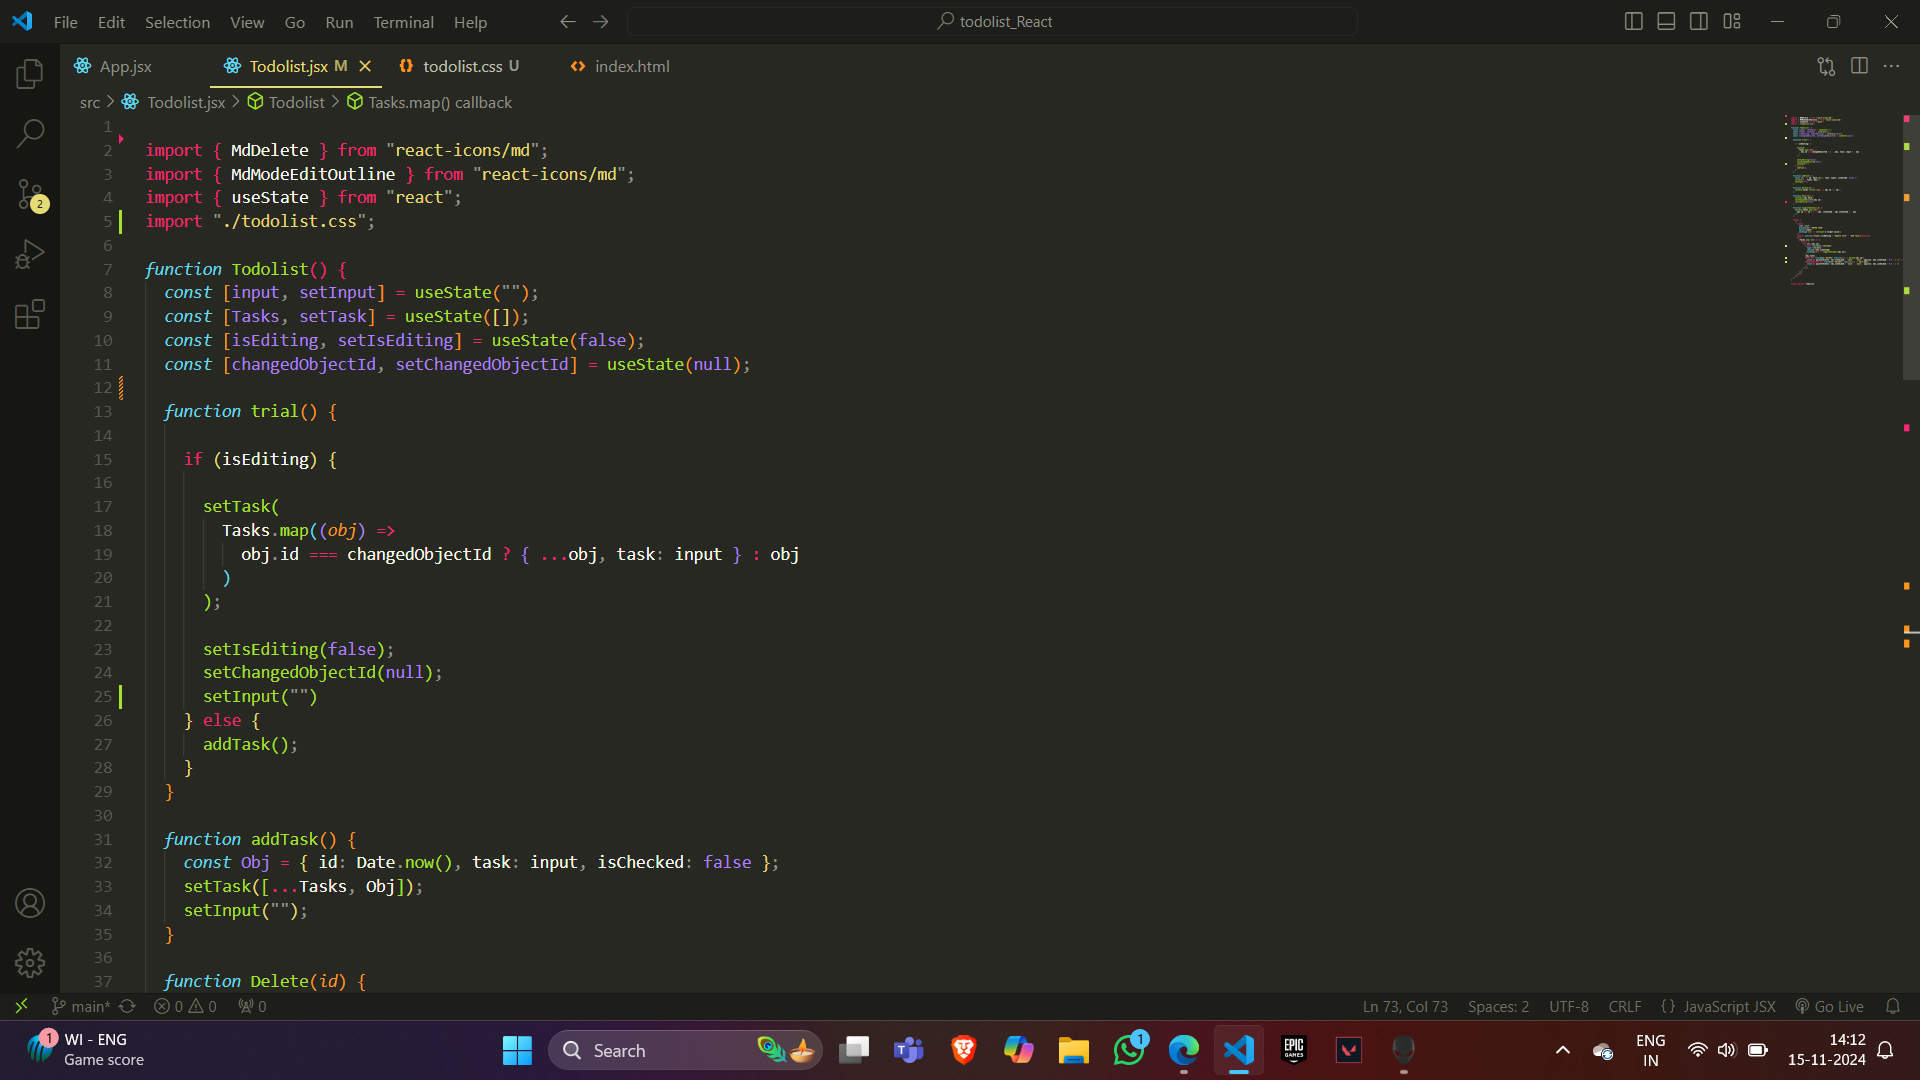 File Edit Selection View Go Run Terminal Help
todolist_React
App.jsx
Todolist.jsx M
todolist.css U
index.html
src > Todolist.jsx > Todolist > Tasks.map() callback
1
2 import { MdDelete } from "react-icons/md";
3 import { MdModeEditOutline } from "react-icons/md";
4 import { useState } from "react";
5 import "./todolist.css";
6
7 function Todolist() {
8 const [input, setInput] = useState("");
9 const [Tasks, setTask] = useState([]);
10 const [isEditing, setIsEditing] = useState(false);
11 const [changedObjectId, setChangedObjectId] = useState(null);
12
13 function trial() {
14
15 if (isEditing) {
16
17 setTask(
18 Tasks.map((obj) =>
19 obj.id === changedObjectId ? { ...obj, task: input } : obj
20 )
21 );
22
23 setIsEditing(false);
24 setChangedObjectId(null);
25 setInput("")
26 } else {
27 addTask();
28 }
29 }
30
31 function addTask() {
32 const Obj = { id: Date.now(), task: input, isChecked: false };
33 setTask([...Tasks, Obj]);
34 setInput("");
35 }
36
37 function Delete(id) {
2
main* 0 0 0
Ln 73, Col 73 Spaces: 2 UTF-8 CRLF {} JavaScript JSX Go Live
1 WI - ENG
Game score
Search
1
EPIC GAMES
ENG
IN
14:12
15-11-2024